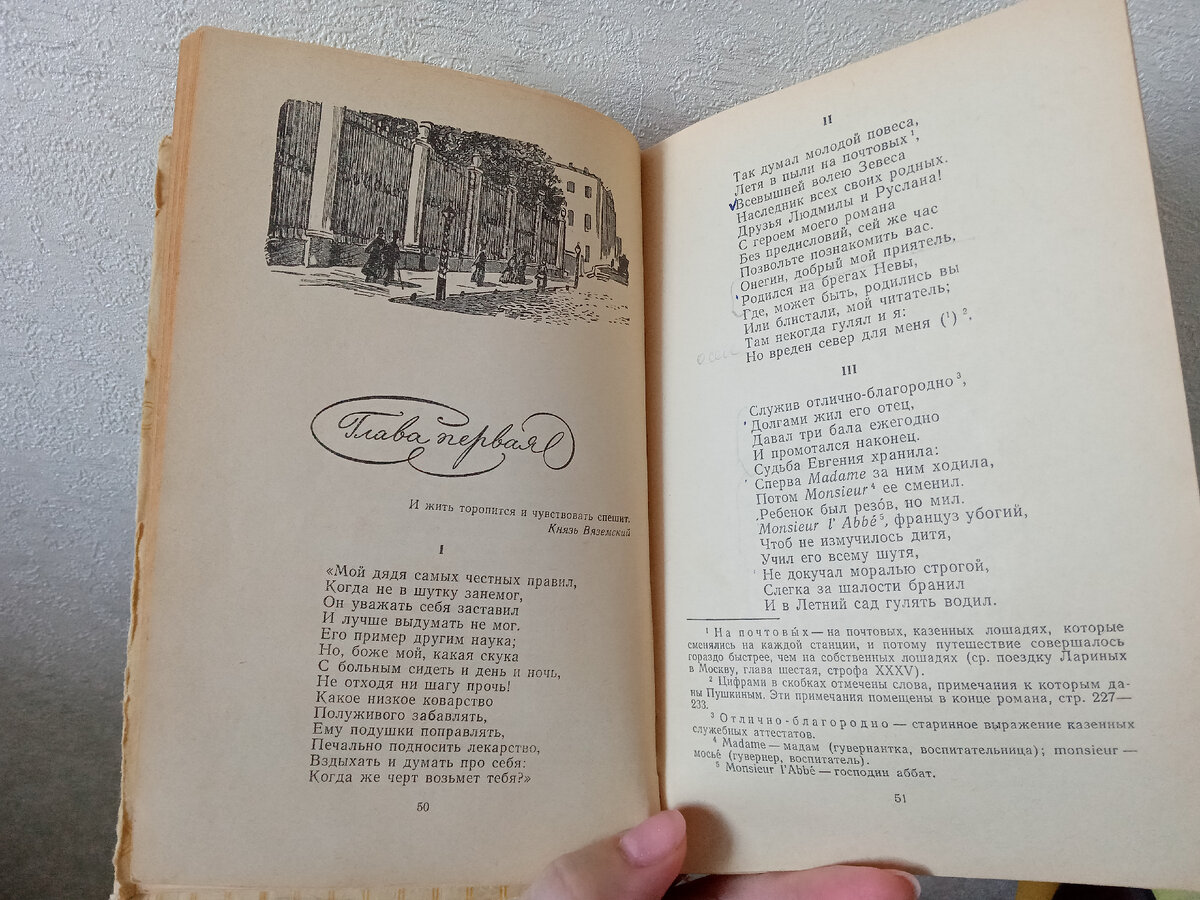 Глава первая
И жить торопится и чувствовать спешит.
Князь Вяземский
I
«Мой дядя самых честных правил,
Когда не в шутку занемог,
Он уважать себя заставил
И лучше выдумать не мог.
Его пример другим наука;
Но, боже мой, какая скука
С больным сидеть и день и ночь,
Не отходя ни шагу прочь!
Какое низкое коварство
Полуживого забавлять,
Ему подушки поправлять,
Печально подносить лекарство,
Вздыхать и думать про себя:
Когда же черт возьмет тебя?»
50
II
Так думал молодой повеса,
Летя в пыли на почтовых¹,
Всевышней волею Зевеса
Наследник всех своих родных.
Друзья Людмилы и Руслана!
С героем моего романа
Без предисловий, сей же час
Позвольте познакомить вас.
Онегин, добрый мой приятель,
Родился на брегах Невы,
Где, может быть, родились вы
Или блистали, мой читатель;
Там некогда гулял и я:
Но вреден север для меня (¹) ².
III
Служив отлично-благородно³,
Долгами жил его отец,
Давал три бала ежегодно
И промотался наконец.
Судьба Евгения хранила:
Сперва Madame за ним ходила,
Потом Monsieur⁴ ее сменил.
Ребенок был резо́в, но мил.
Monsieur l' Abbé⁵, француз убогий,
Чтоб не измучилось дитя,
Учил его всему шутя,
Не докучал моралью строгой,
Слегка за шалости бранил
И в Летний сад гулять водил.
¹ На почтовы́х — на почтовых, казенных лошадях, которые
сменялись на каждой станции, и потому путешествие совершалось
гораздо быстрее, чем на собственных лошадях (ср. поездку Лариных
в Москву, глава шестая, строфа XXXV).
² Цифрами в скобках отмечены слова, примечания к которым да-
ны Пушкиным. Эти примечания помещены в конце романа, стр. 227—
233.
³ Отлично-благородно — старинное выражение казенных
служебных аттестатов.
⁴ Madame — мадам (гувернантка, воспитательница); monsieur —
мосьé (гувернер, воспитатель).
⁵ Monsieur l'Abbé — господин аббат.
51